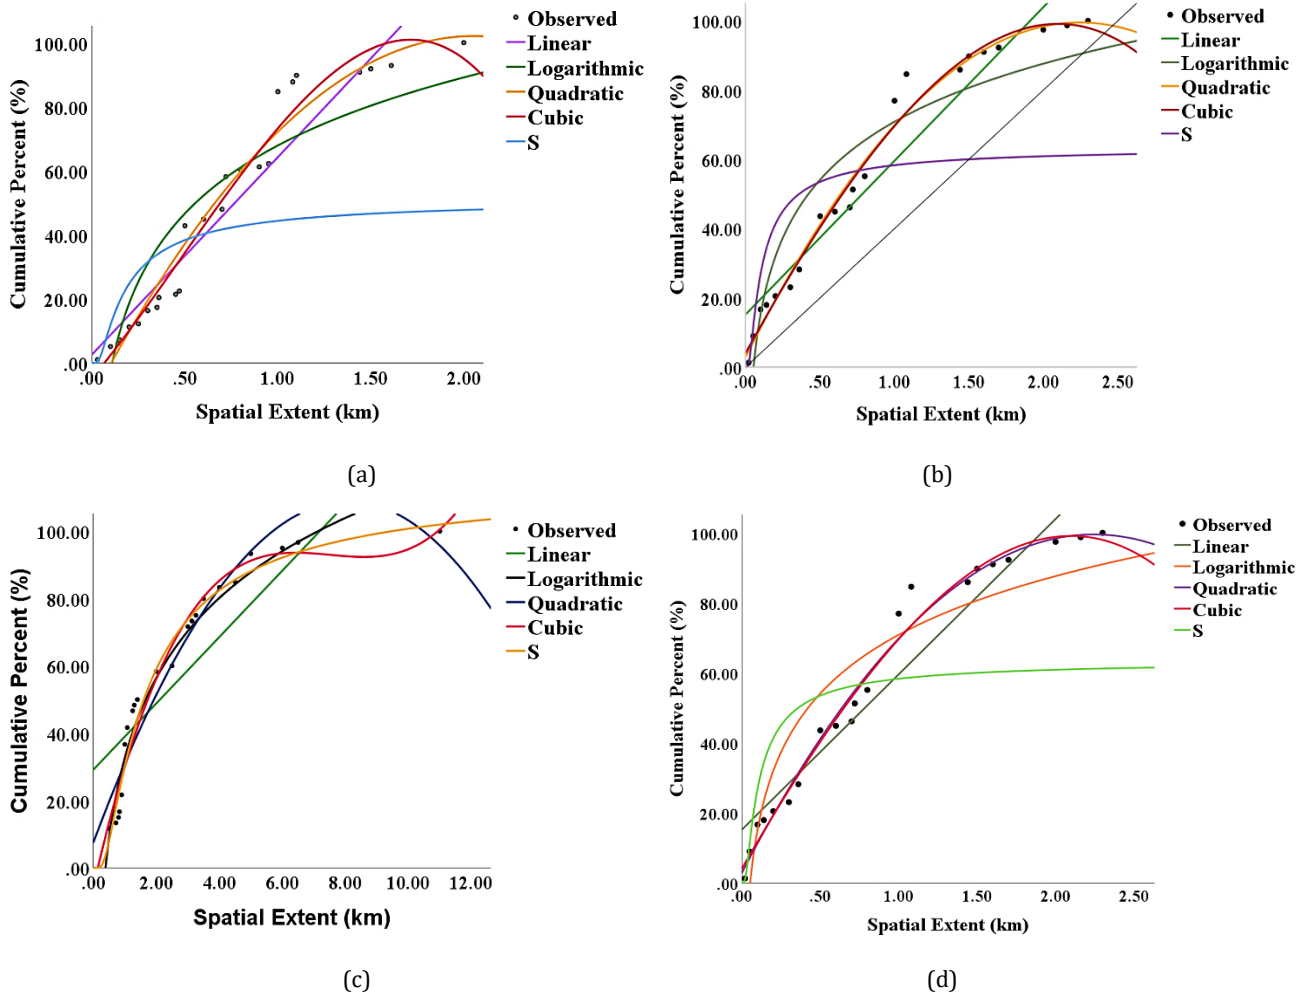 Observed
Linear
Logarithmic
Quadratic
Cubic
S
Cumulative Percent (%)
100.00
80.00
60.00
40.00
20.00
.00
.00 .50 1.00 1.50 2.00
Spatial Extent (km)
(a)
Observed
Linear
Logarithmic
Quadratic
Cubic
S
Cumulative Percent (%)
100.00
80.00
60.00
40.00
20.00
.00
.00 .50 1.00 1.50 2.00 2.50
Spatial Extent (km)
(b)
Observed
Linear
Logarithmic
Quadratic
Cubic
S
Cumulative Percent (%)
100.00
80.00
60.00
40.00
20.00
.00
.00 2.00 4.00 6.00 8.00 10.00 12.00
Spatial Extent (km)
(c)
Observed
Linear
Logarithmic
Quadratic
Cubic
S
Cumulative Percent (%)
100.00
80.00
60.00
40.00
20.00
.00
.00 .50 1.00 1.50 2.00 2.50
Spatial Extent (km)
(d)